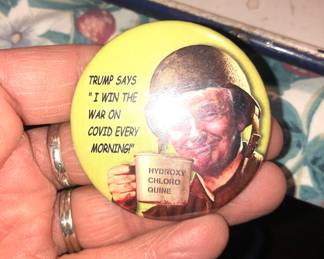 TRUMP SAYS
" I WIN THE
WAR ON
COVID EVERY
MORNING!"
HYDROXY
CHLORO
QUINE